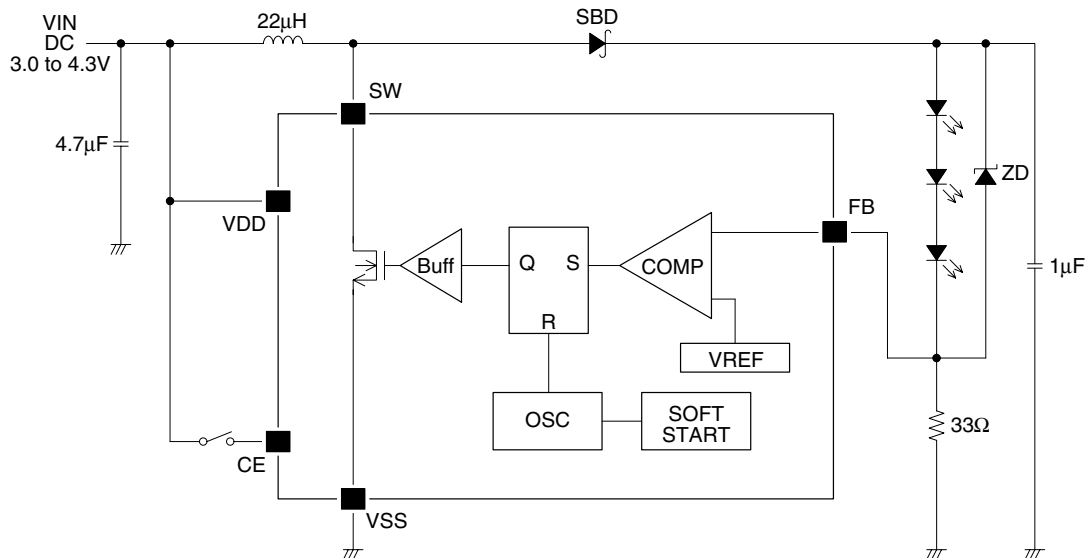 VIN
DC
3.0 to 4.3V
22μH
SBD
SW
4.7μF
VDD
FB
ZD
Buff
Q
S
COMP
R
VREF
1μF
OSC
SOFT
START
33Ω
CE
VSS